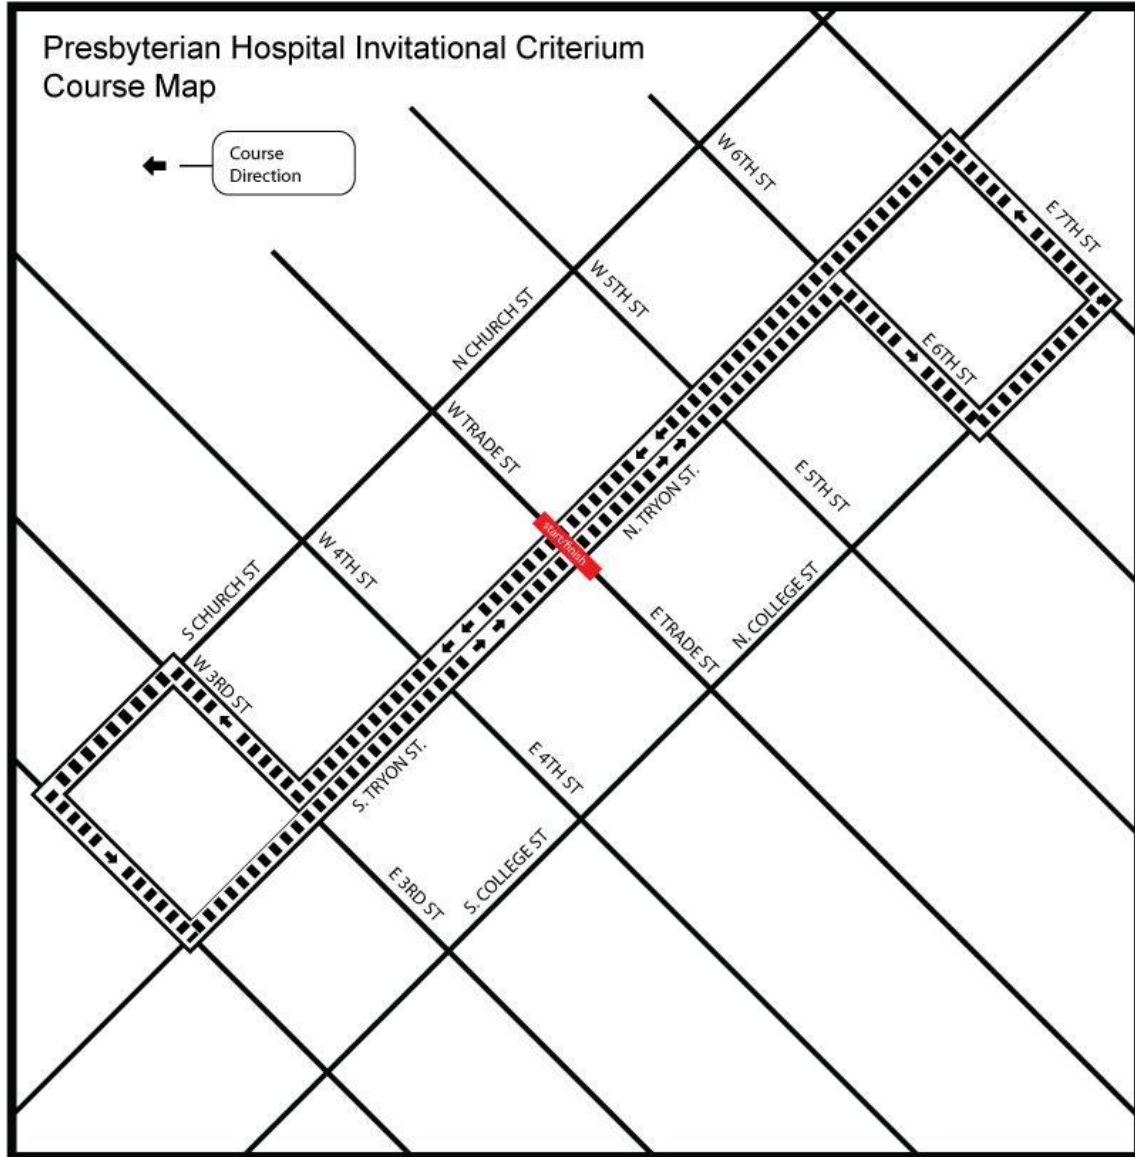 Presbyterian Hospital Invitational Criterium
Course Map
Course
Direction
W 6TH ST
E 7TH ST
W 5TH ST
N CHURCH ST
E 6TH ST
W TRADE ST
E 5TH ST
N. TRYON ST.
start/finish
W 4TH ST
S CHURCH ST
N. COLLEGE ST
E TRADE ST
W 3RD ST
S. TRYON ST.
E 4TH ST
E 3RD ST
S. COLLEGE ST